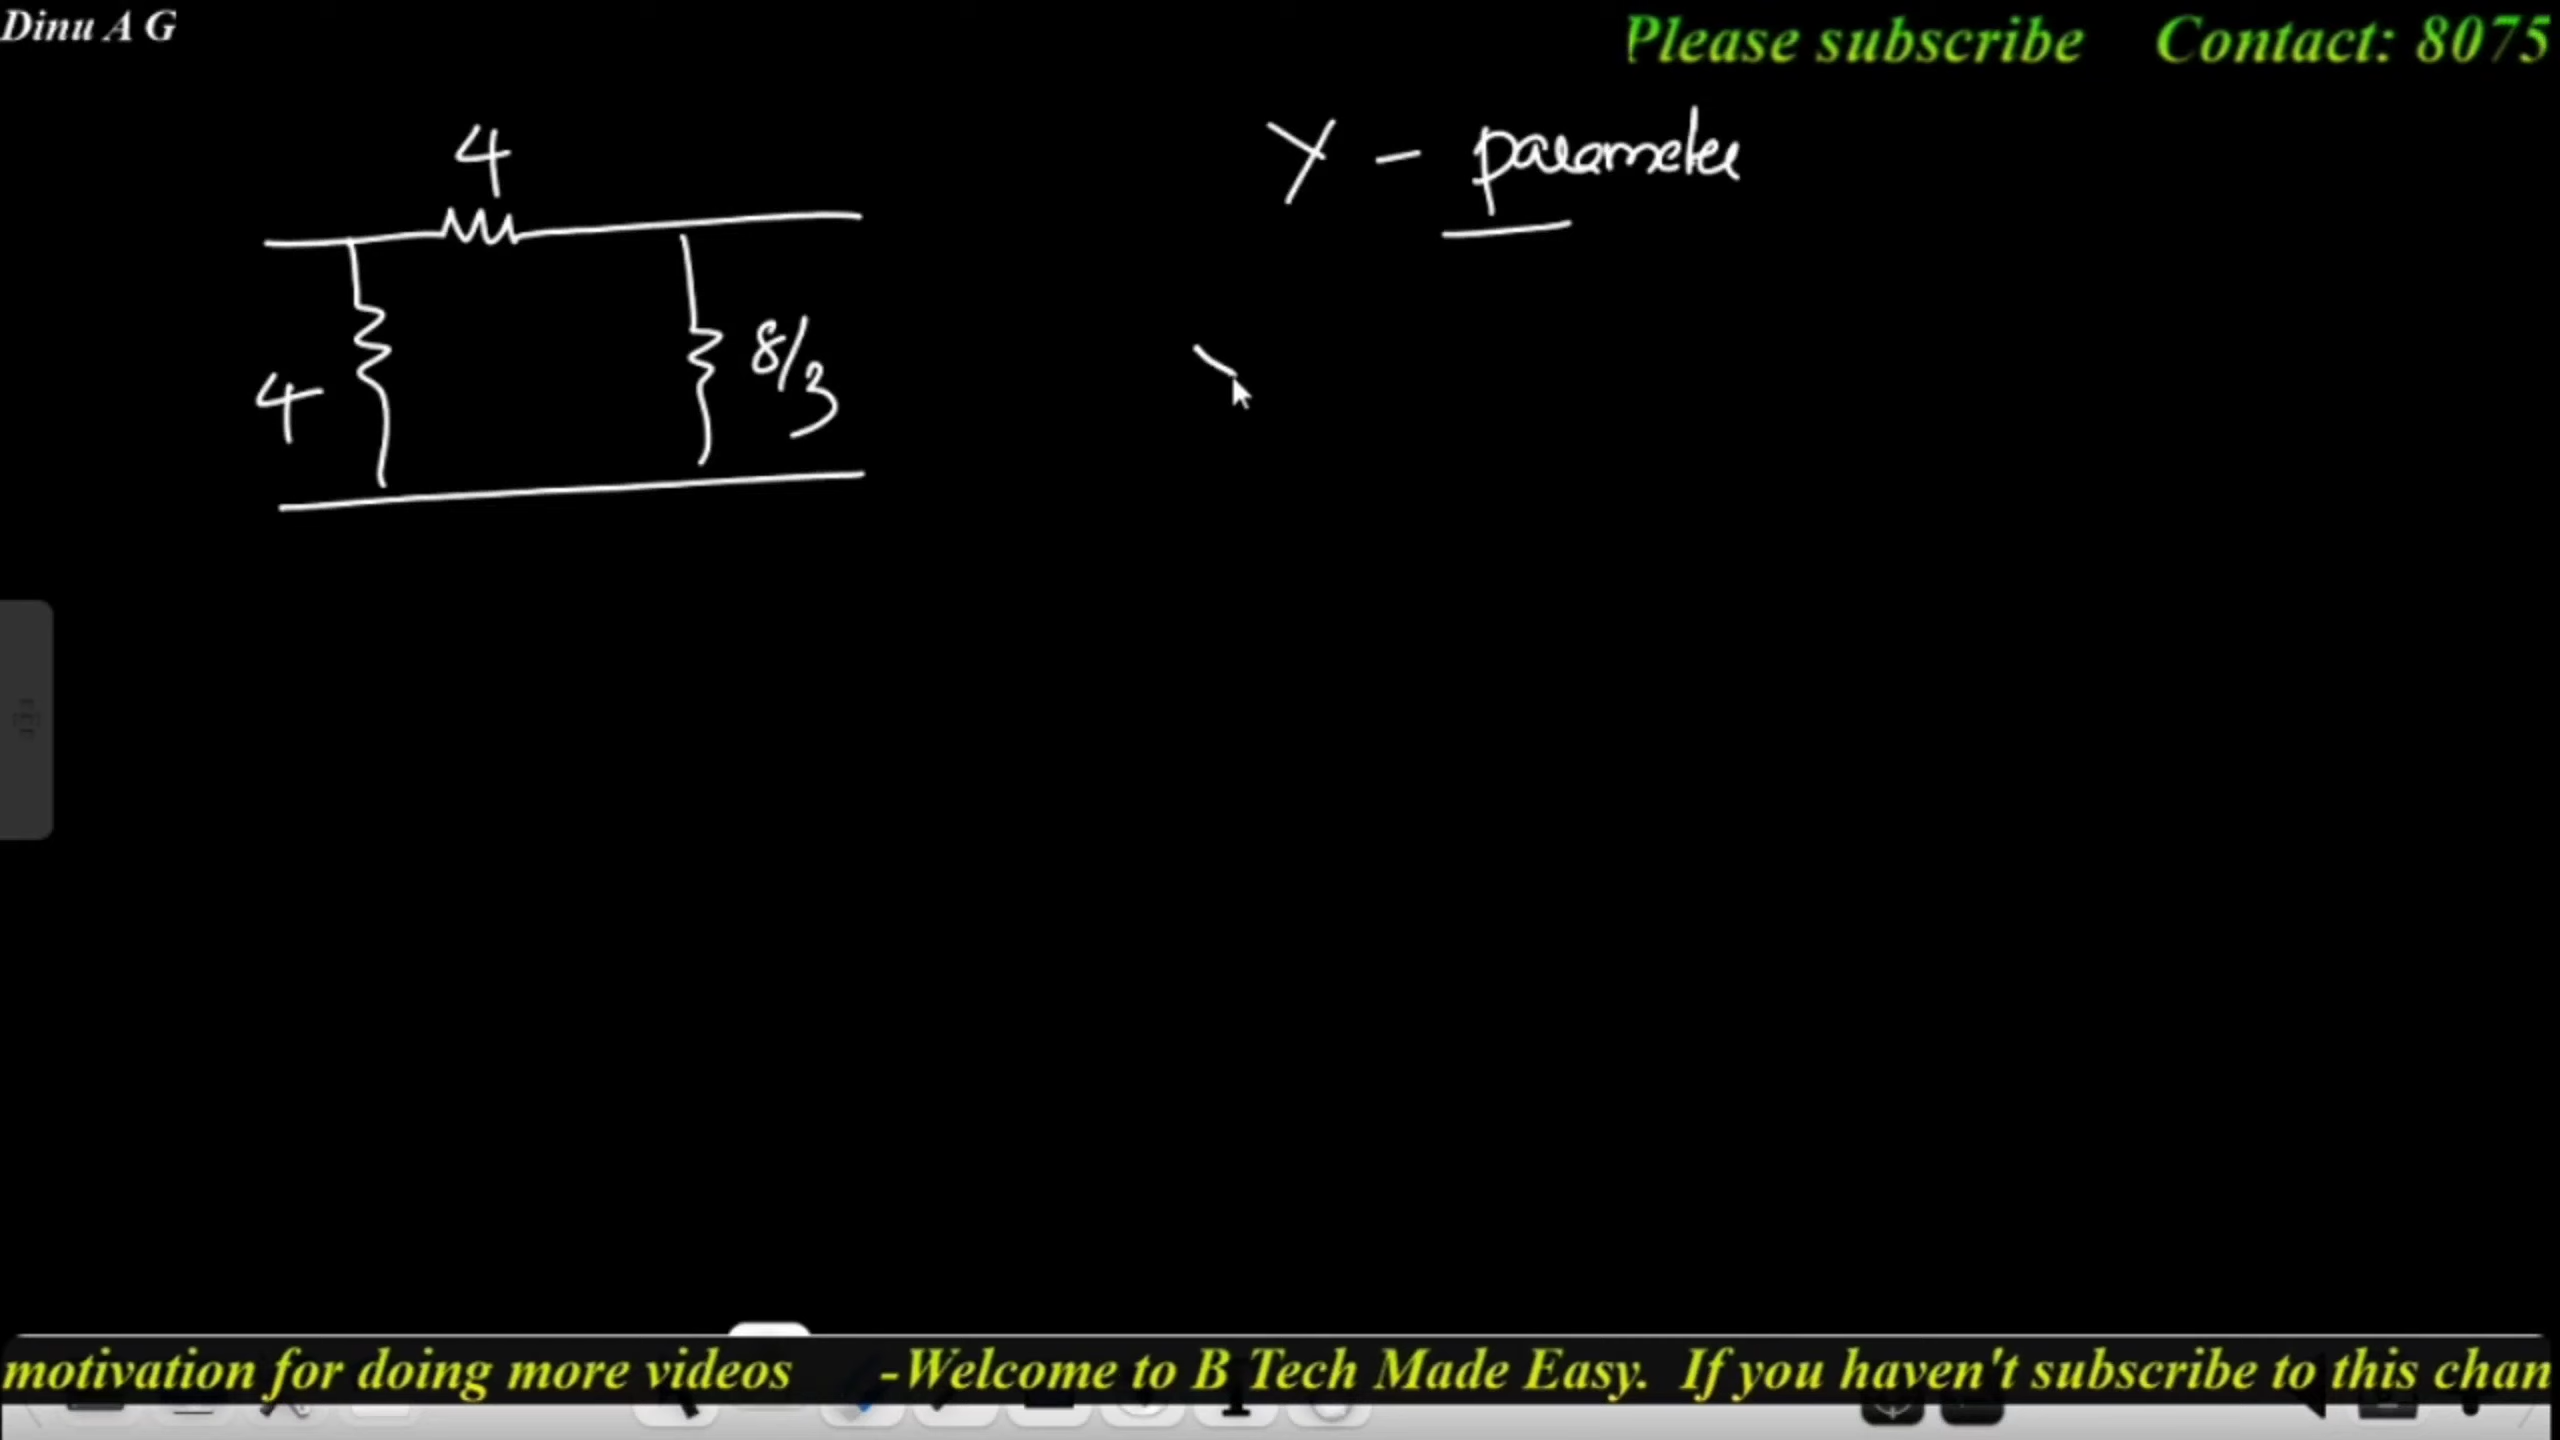 Dinu A G
Please subscribe Contact: 8075
4
Y - parameter
4
8/3
motivation for doing more videos -Welcome to B Tech Made Easy. If you haven't subscribe to this chan